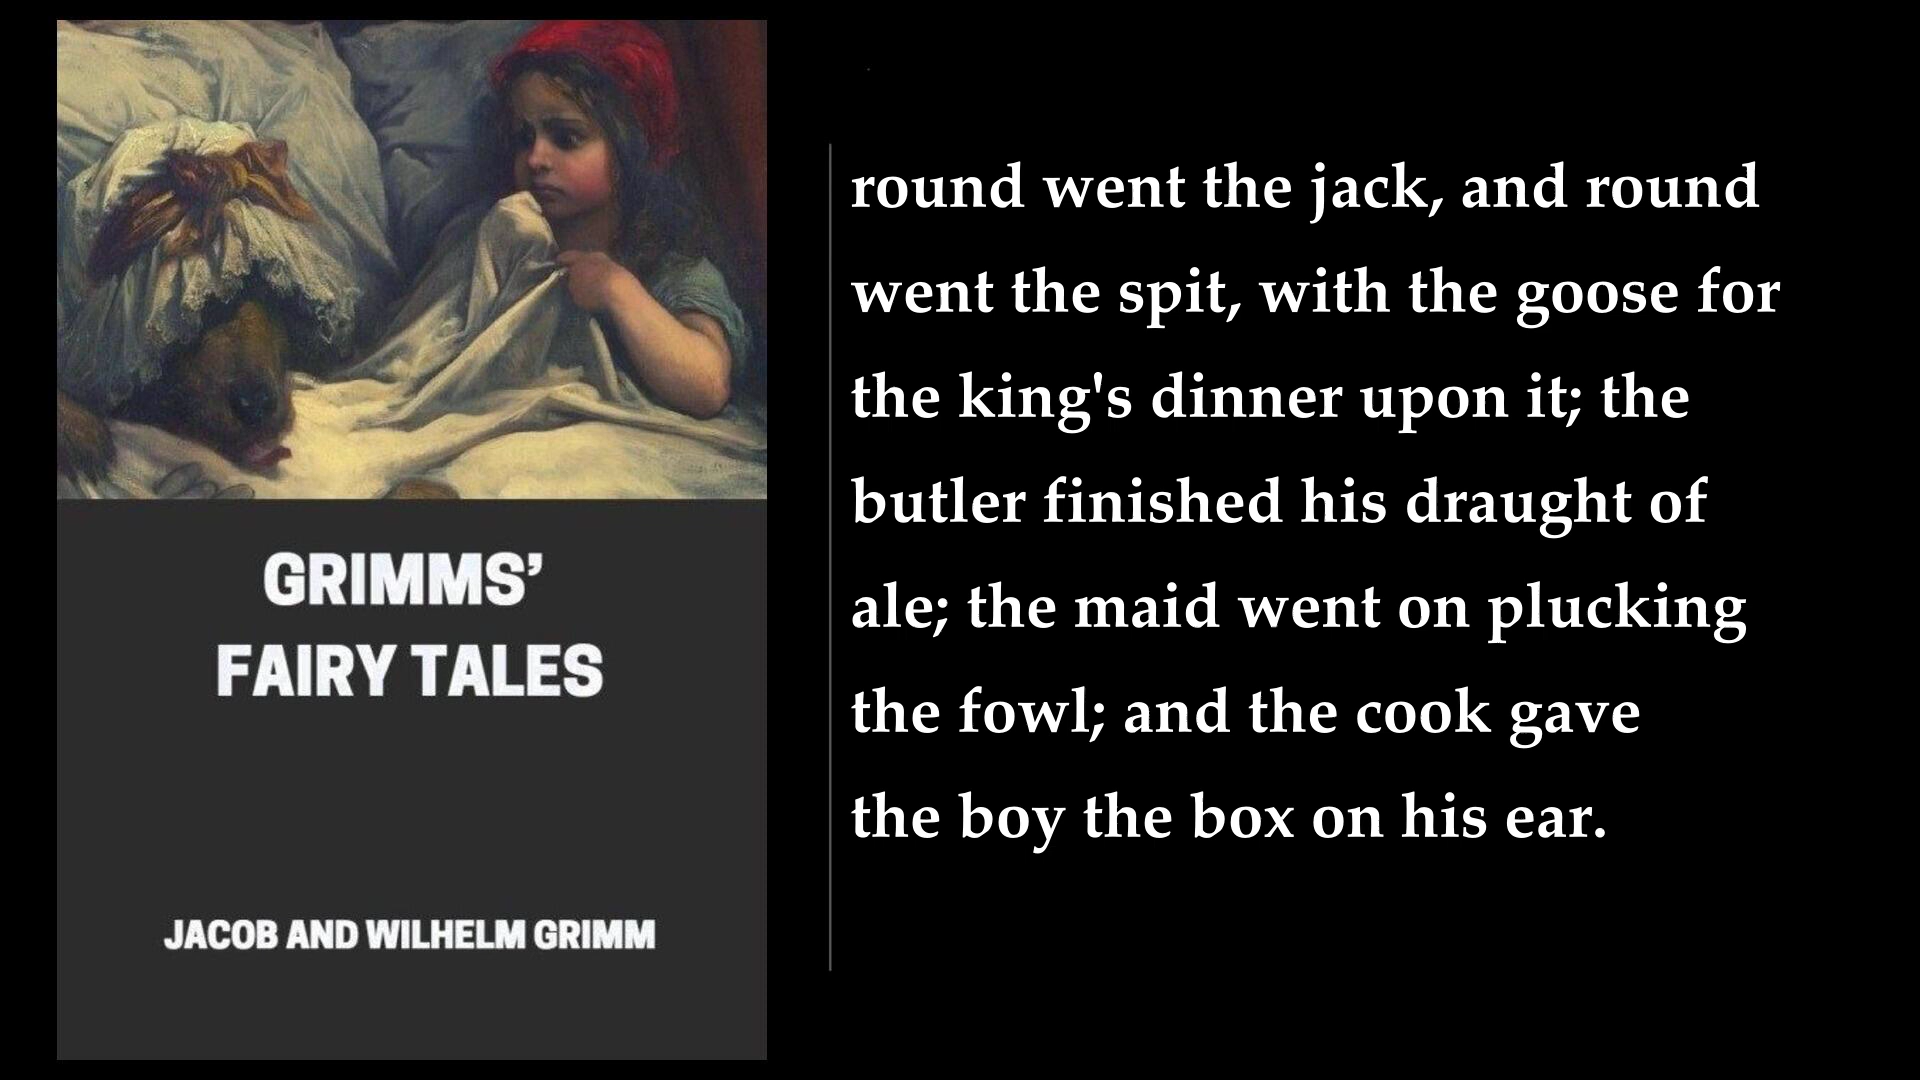 GRIMMS’
FAIRY TALES
JACOB AND WILHELM GRIMM
round went the jack, and round
went the spit, with the goose for
the king's dinner upon it; the
butler finished his draught of
ale; the maid went on plucking
the fowl; and the cook gave
the boy the box on his ear.